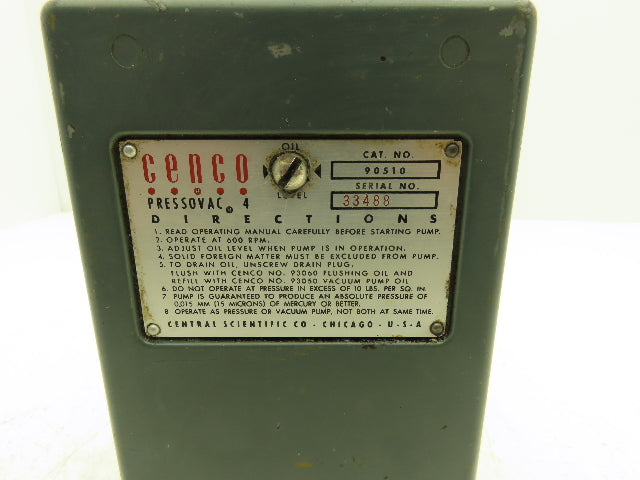 cenco
PRESSOVAC 4
OIL
LEVEL
CAT. NO.
90510
SERIAL NO.
33488
DIRECTIONS
1. READ OPERATING MANUAL CAREFULLY BEFORE STARTING PUMP.
2. OPERATE AT 600 RPM.
3. ADJUST OIL LEVEL WHEN PUMP IS IN OPERATION.
4. SOLID FOREIGN MATTER MUST BE EXCLUDED FROM PUMP.
5. TO DRAIN OIL, UNSCREW DRAIN PLUG.
FLUSH WITH CENCO NO. 93060 FLUSHING OIL AND
REFILL WITH CENCO NO. 93050 VACUUM PUMP OIL
6. DO NOT OPERATE AT PRESSURE IN EXCESS OF 10 LBS. PER SQ. IN.
7 PUMP IS GUARANTEED TO PRODUCE AN ABSOLUTE PRESSURE OF
0.015 MM (15 MICRONS) OF MERCURY OR BETTER.
8 OPERATE AS PRESSURE OR VACUUM PUMP, NOT BOTH AT SAME TIME.
CENTRAL SCIENTIFIC CO - CHICAGO - U-S-A